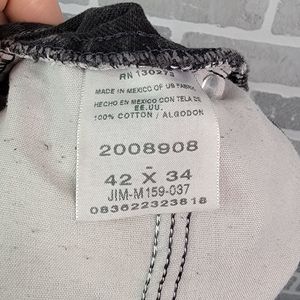 RN 130273
MADE IN MEXICO OF US FABRIC
HECHO EN MEXICO CON TELA DE
EE.UU.
100% COTTON / ALGODON
2008908
-
42 X 34
JIM-M159-037
083622323818